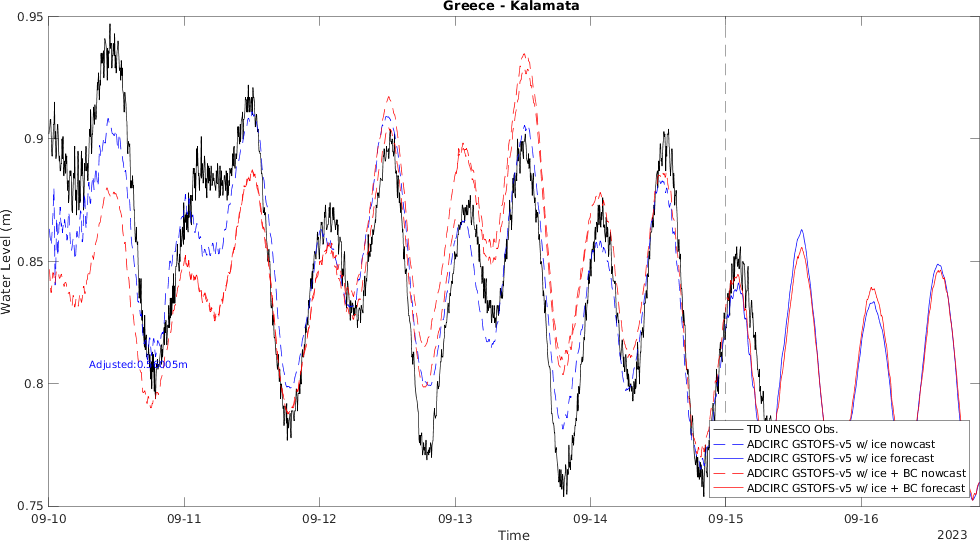 Greece - Kalamata
0.95
0.9
0.85
0.8
0.75
Water Level (m)
TD UNESCO Obs.
ADCIRC GSTOFS-v5 w/ ice nowcast
ADCIRC GSTOFS-v5 w/ ice forecast
ADCIRC GSTOFS-v5 w/ ice + BC nowcast
ADCIRC GSTOFS-v5 w/ ice + BC forecast
09-10 09-11 09-12 09-13 09-14 09-15 09-16
Time
2023